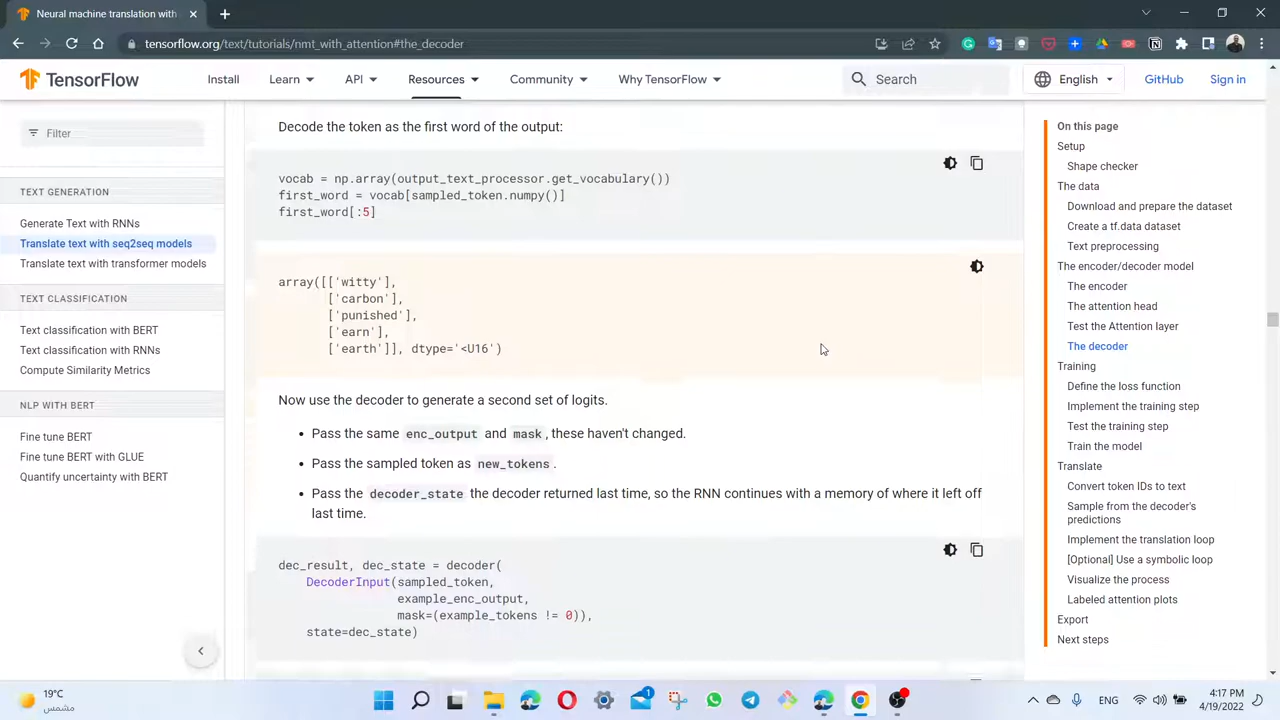 Neural machine translation with
tensorflow.org/text/tutorials/nmt_with_attention#the_decoder
TensorFlow
Install
Learn
API
Resources
Community
Why TensorFlow
Search
English
GitHub
Sign in
Filter
TEXT GENERATION
Generate Text with RNNs
Translate text with seq2seq models
Translate text with transformer models
TEXT CLASSIFICATION
Text classification with BERT
Text classification with RNNs
Compute Similarity Metrics
NLP WITH BERT
Fine tune BERT
Fine tune BERT with GLUE
Quantify uncertainty with BERT
Decode the token as the first word of the output:
vocab = np.array(output_text_processor.get_vocabulary())
first_word = vocab[sampled_token.numpy()]
first_word[:5]
array([['witty'],
['carbon'],
['punished'],
['earn'],
['earth']], dtype='<U16')
Now use the decoder to generate a second set of logits.
• Pass the same enc_output and mask, these haven't changed.
• Pass the sampled token as new_tokens.
• Pass the decoder_state the decoder returned last time, so the RNN continues with a memory of where it left off
last time.
dec_result, dec_state = decoder(
DecoderInput(sampled_token,
example_enc_output,
mask=(example_tokens != 0)),
state=dec_state)
On this page
Setup
Shape checker
The data
Download and prepare the dataset
Create a tf.data dataset
Text preprocessing
The encoder/decoder model
The encoder
The attention head
Test the Attention layer
The decoder
Training
Define the loss function
Implement the training step
Test the training step
Train the model
Translate
Convert token IDs to text
Sample from the decoder's
predictions
Implement the translation loop
[Optional] Use a symbolic loop
Visualize the process
Labeled attention plots
Export
Next steps
19°C
مشمس
1
ENG
4:17 PM
4/19/2022